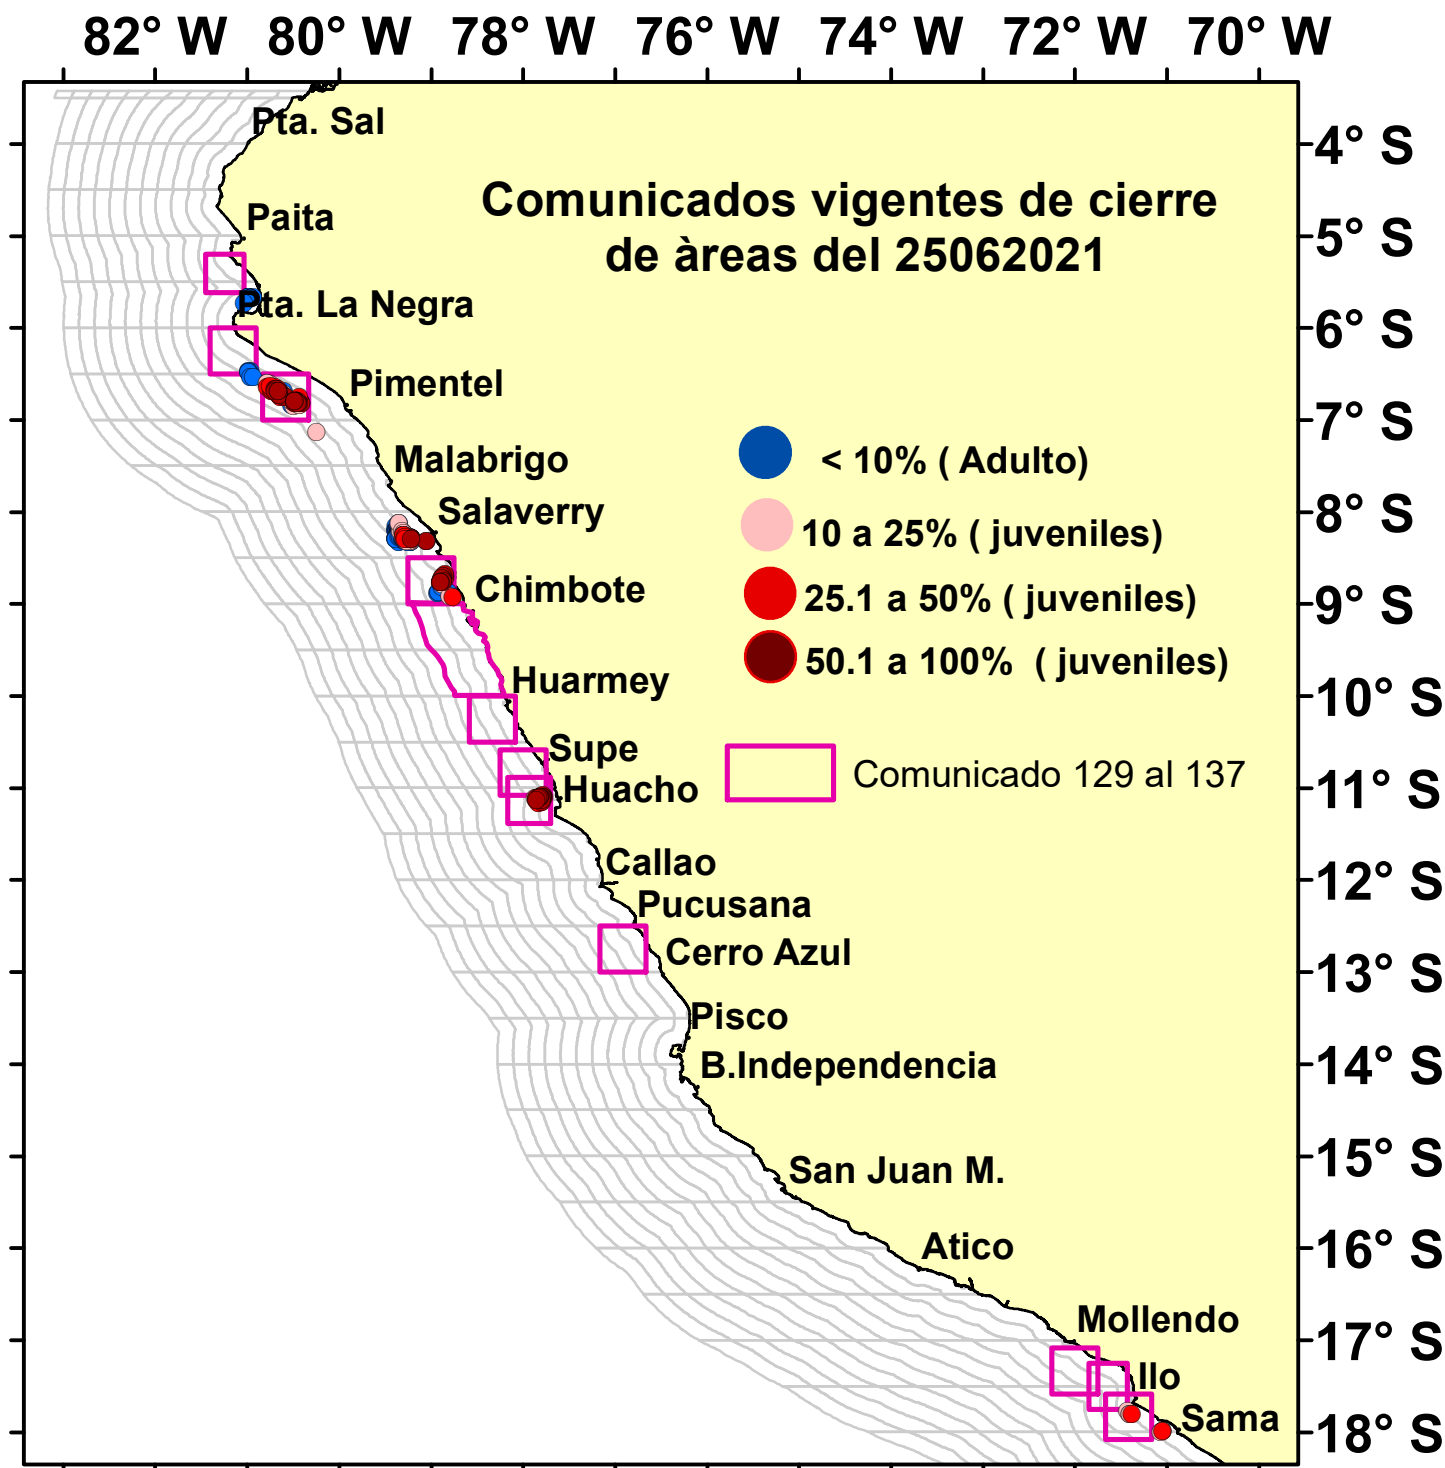 82° W 80° W 78° W 76° W 74° W 72° W 70° W
Pta. Sal
4° S
Comunicados vigentes de cierre
de àreas del 25062021
Paita
5° S
Pta. La Negra
6° S
Pimentel
7° S
Malabrigo
< 10% ( Adulto)
Salaverry
8° S
10 a 25% ( juveniles)
Chimbote
25.1 a 50% ( juveniles)
9° S
50.1 a 100% ( juveniles)
Huarmey
10° S
Supe
Comunicado 129 al 137
Huacho
11° S
Callao
12° S
Pucusana
Cerro Azul
13° S
Pisco
B.Independencia
14° S
San Juan M.
15° S
Atico
16° S
Mollendo
17° S
Ilo
Sama
18° S